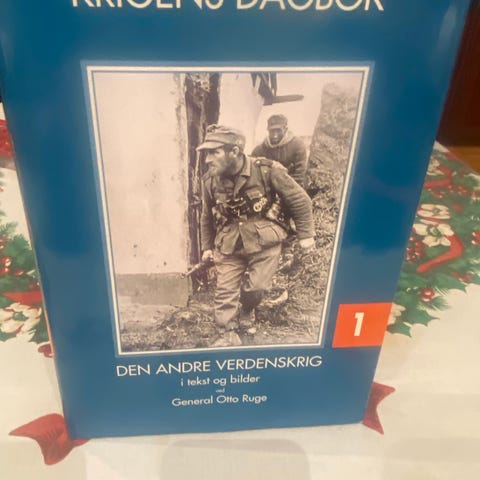 KRIGENS DAGBOK
1
DEN ANDRE VERDENSKRIG
i tekst og bilder
ved
General Otto Ruge